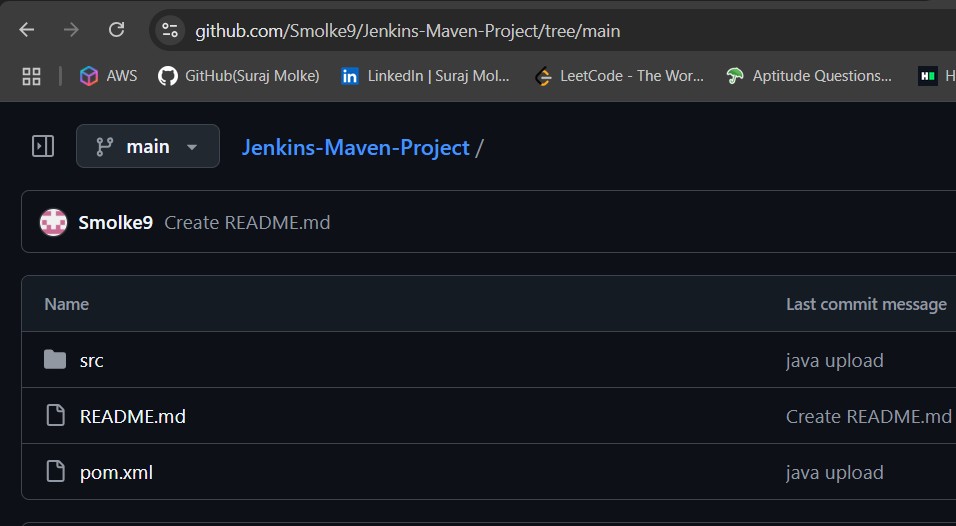 github.com/Smolke9/Jenkins-Maven-Project/tree/main
AWS GitHub(Suraj Molke) LinkedIn | Suraj Mol... LeetCode - The Wor... Aptitude Questions... H
main Jenkins-Maven-Project /
Smolke9 Create README.md
Name Last commit message
src java upload
README.md Create README.md
pom.xml java upload